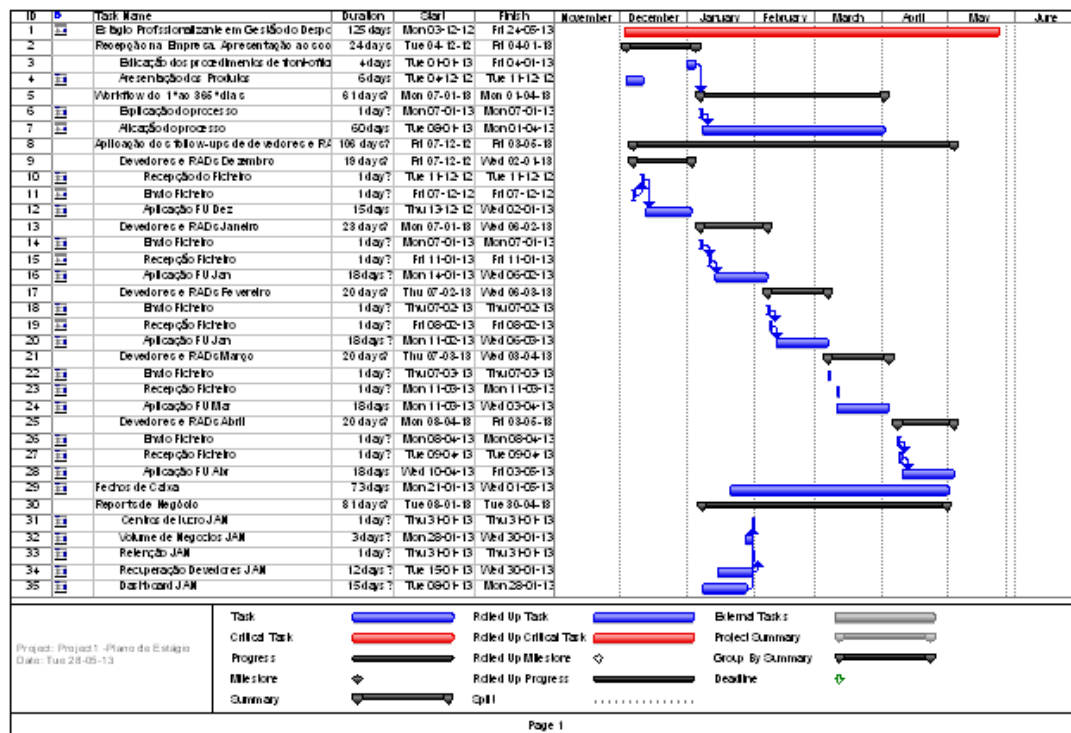 ID Task Name Duration Start Finish November December January February March April May June
1 Estágio Profissionalizante em Gestão do Despo 125 days Mon 03-12-12 Fri 24-05-13
2 Recepção na Empresa. Apresentação ao soo 24 days Tue 04-12-12 Fri 04-01-13
3 dos procedimentos de front-offic 4 days Tue 01-01-13 Fri 04-01-13
4 Apresentação dos Produtos 6 days Tue 04-12-12 Tue 11-12-12
5 Workflow do 1º ao 365º dias 61 days? Mon 07-01-13 Mon 01-04-13
6 Explicação do processo 1 day? Mon 07-01-13 Mon 07-01-13
7 Alicação do processo 60 days Tue 08-01-13 Mon 01-04-13
8 Aplicação dos follow-ups de devedores e RA 106 days? Fri 07-12-12 Fri 03-05-13
9 Devedores e RADs Dezembro 19 days? Fri 07-12-12 Wed 02-01-13
10 Recepção do Ficheiro 1 day? Tue 11-12-12 Tue 11-12-12
11 Envio Ficheiro 1 day? Fri 07-12-12 Fri 07-12-12
12 Aplicação FU Dez 15 days Thu 13-12-12 Wed 02-01-13
13 Devedores e RADs Janeiro 23 days? Mon 07-01-13 Wed 06-02-13
14 Envio Ficheiro 1 day? Mon 07-01-13 Mon 07-01-13
15 Recepção Ficheiro 1 day? Fri 11-01-13 Fri 11-01-13
16 Aplicação FU Jan 18 days? Mon 14-01-13 Wed 06-02-13
17 Devedores e RADs Fevereiro 20 days? Thu 07-02-13 Wed 06-03-13
18 Envio Ficheiro 1 day? Thu 07-02-13 Thu 07-02-13
19 Recepção Ficheiro 1 day? Fri 08-02-13 Fri 08-02-13
20 Aplicação FU Jan 18 days? Mon 11-02-13 Wed 06-03-13
21 Devedores e RADs Março 20 days? Thu 07-03-13 Wed 03-04-13
22 Envio Ficheiro 1 day? Thu 07-03-13 Thu 07-03-13
23 Recepção Ficheiro 1 day? Mon 11-03-13 Mon 11-03-13
24 Aplicação FU Mar 18 days Mon 11-03-13 Wed 03-04-13
25 Devedores e RADs Abril 20 days? Mon 08-04-13 Fri 03-05-13
26 Envio Ficheiro 1 day? Mon 08-04-13 Mon 08-04-13
27 Recepção Ficheiro 1 day? Tue 09-04-13 Tue 09-04-13
28 Aplicação FU Abr 18 days Wed 10-04-13 Fri 03-05-13
29 Fechos de Caixa 73 days Mon 21-01-13 Wed 01-05-13
30 Reports de Negócio 81 days? Tue 08-01-13 Tue 30-04-13
31 Centros de lucro JAN 1 day? Thu 31-01-13 Thu 31-01-13
32 Volume de Negocios JAN 3 days? Mon 28-01-13 Wed 30-01-13
33 Retenção JAN 1 day? Thu 31-01-13 Thu 31-01-13
34 Recuperação Devedores JAN 12 days? Tue 15-01-13 Wed 30-01-13
35 Dashboard JAN 15 days? Tue 08-01-13 Mon 28-01-13
Project: Project1 -Plano de Estágio
Date: Tue 28-05-13
Task Rolled Up Task External Tasks
Critical Task Rolled Up Critical Task Project Summary
Progress Rolled Up Milestone Group By Summary
Milestone Rolled Up Progress Deadline
Summary Split
Page 1